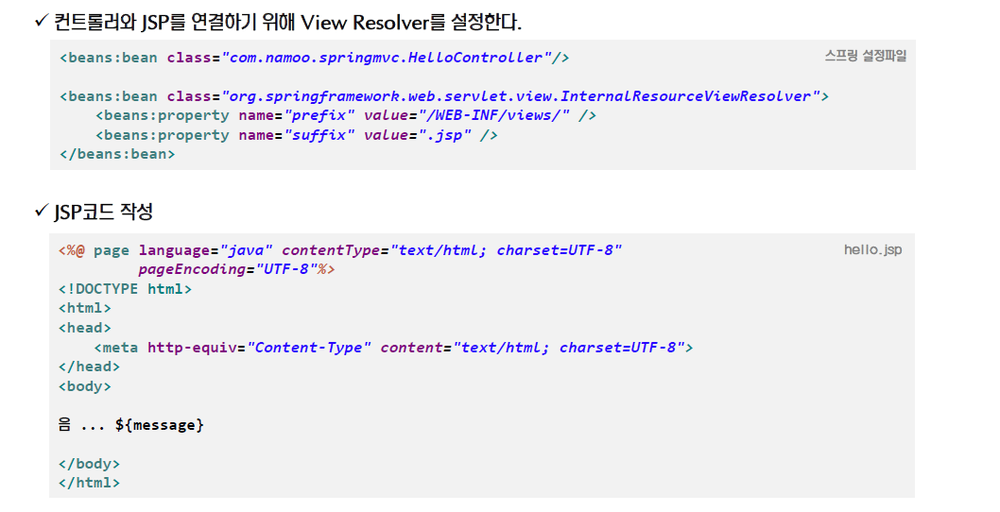 ✓ 컨트롤러와 JSP를 연결하기 위해 View Resolver를 설정한다.
<beans:bean class="com.namoo.springmvc.HelloController"/>
스프링 설정파일
<beans:bean class="org.springframework.web.servlet.view.InternalResourceViewResolver">
    <beans:property name="prefix" value="/WEB-INF/views/" />
    <beans:property name="suffix" value=".jsp" />
</beans:bean>
✓ JSP코드 작성
<%@ page language="java" contentType="text/html; charset=UTF-8"
hello.jsp
         pageEncoding="UTF-8"%>
<!DOCTYPE html>
<html>
<head>
    <meta http-equiv="Content-Type" content="text/html; charset=UTF-8">
</head>
<body>
음 ... ${message}
</body>
</html>